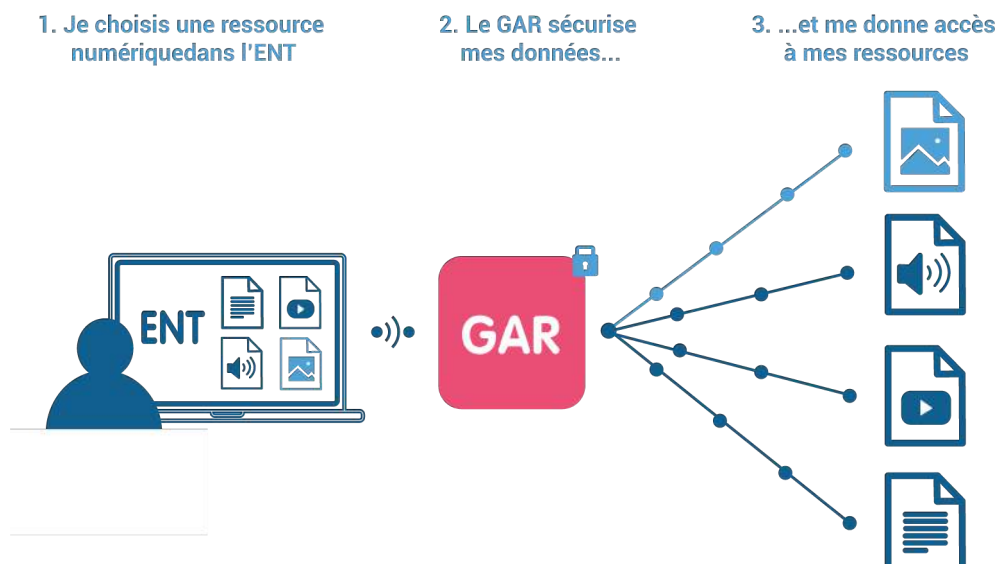 1. Je choisis une ressource
numériquedans l'ENT
2. Le GAR sécurise
mes données...
3. ...et me donne accès
à mes ressources
ENT
GAR